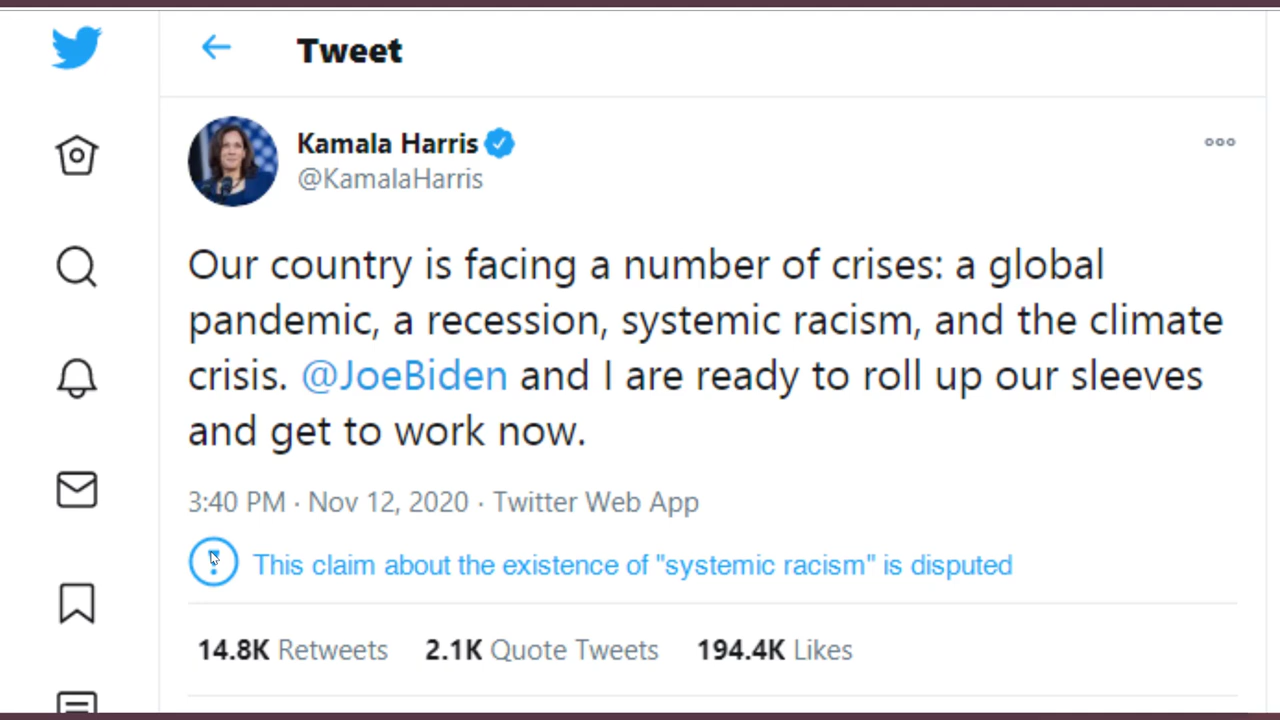 Tweet
Kamala Harris
@KamalaHarris
Our country is facing a number of crises: a global
pandemic, a recession, systemic racism, and the climate
crisis. @JoeBiden and I are ready to roll up our sleeves
and get to work now.
3:40 PM · Nov 12, 2020 · Twitter Web App
This claim about the existence of "systemic racism" is disputed
14.8K Retweets 2.1K Quote Tweets 194.4K Likes